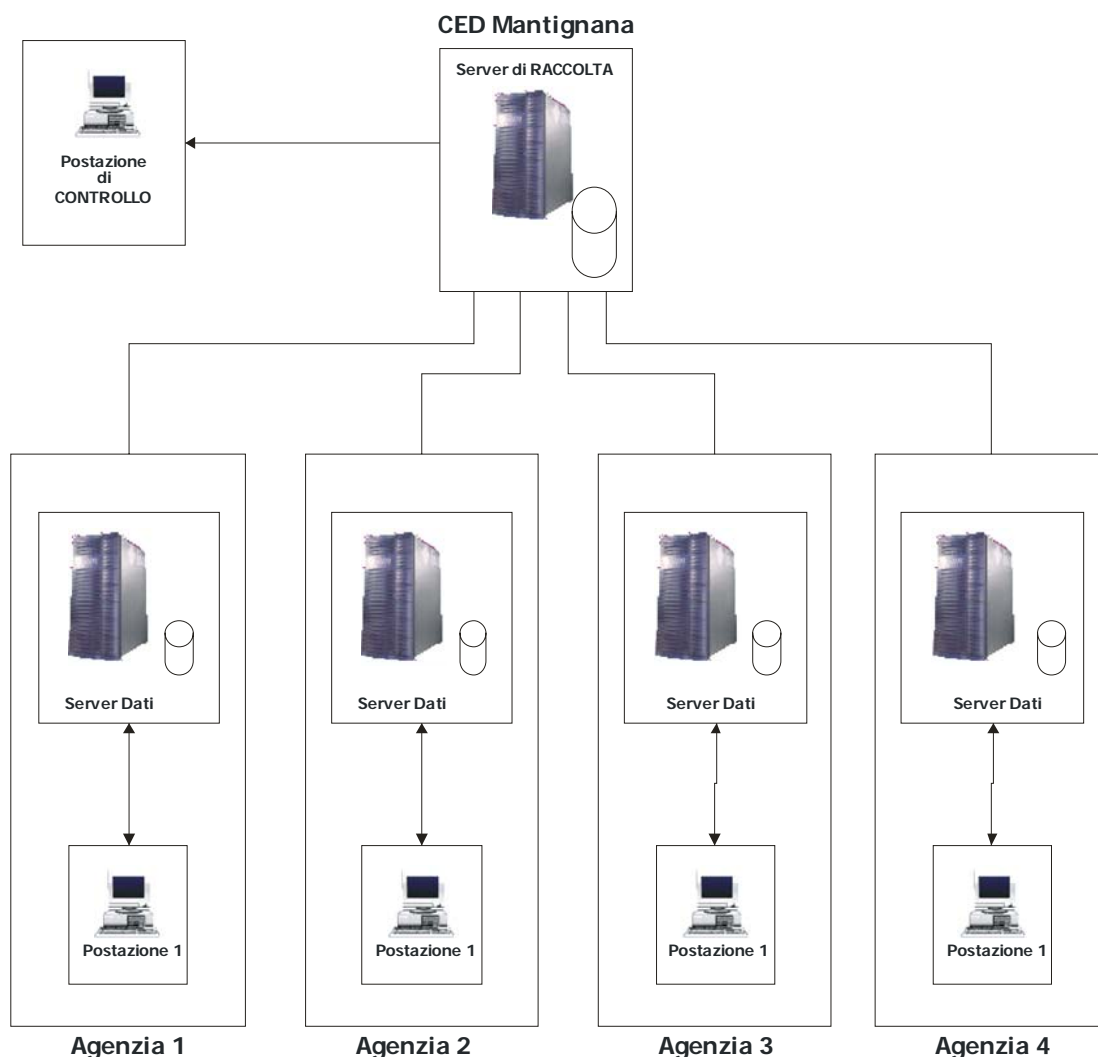 CED Mantignana
Server di RACCOLTA
Postazione
di
CONTROLLO
Server Dati
Server Dati
Server Dati
Server Dati
Postazione 1
Postazione 1
Postazione 1
Postazione 1
Agenzia 1
Agenzia 2
Agenzia 3
Agenzia 4